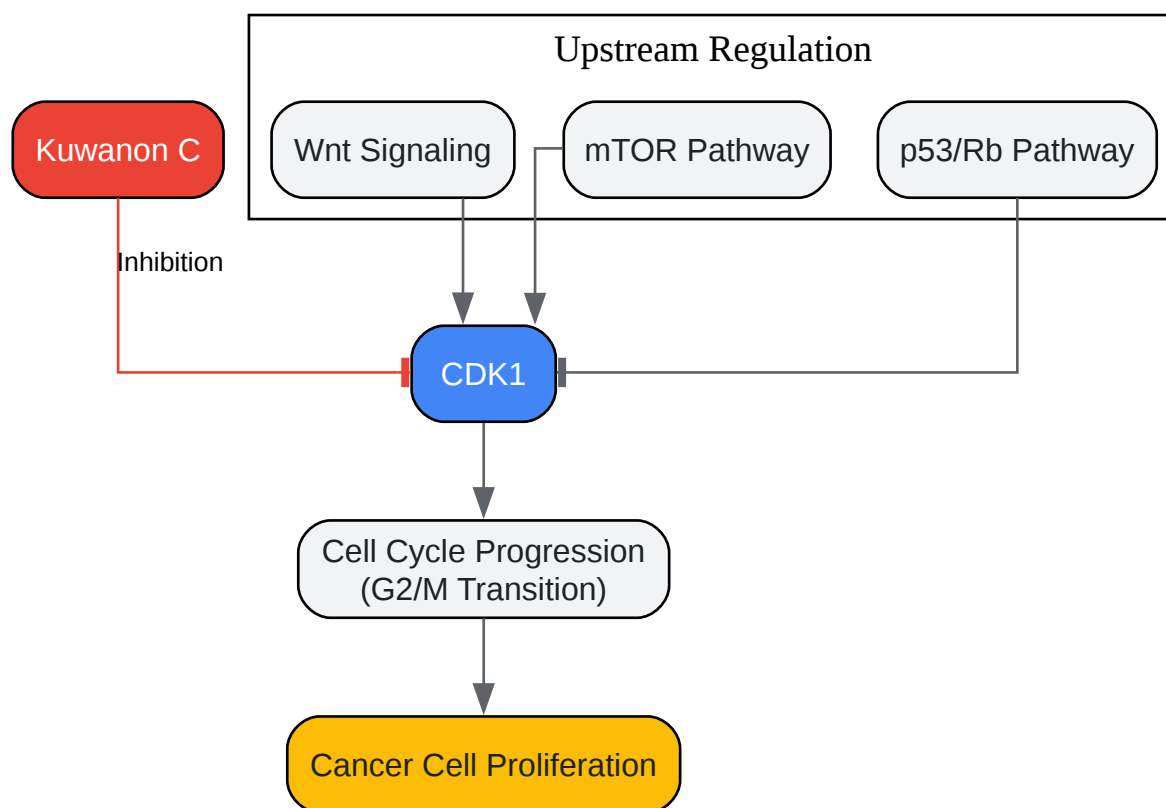 Upstream Regulation
Kuwanon C
Wnt Signaling
mTOR Pathway
p53/Rb Pathway
Inhibition
CDK1
Cell Cycle Progression
(G2/M Transition)
Cancer Cell Proliferation